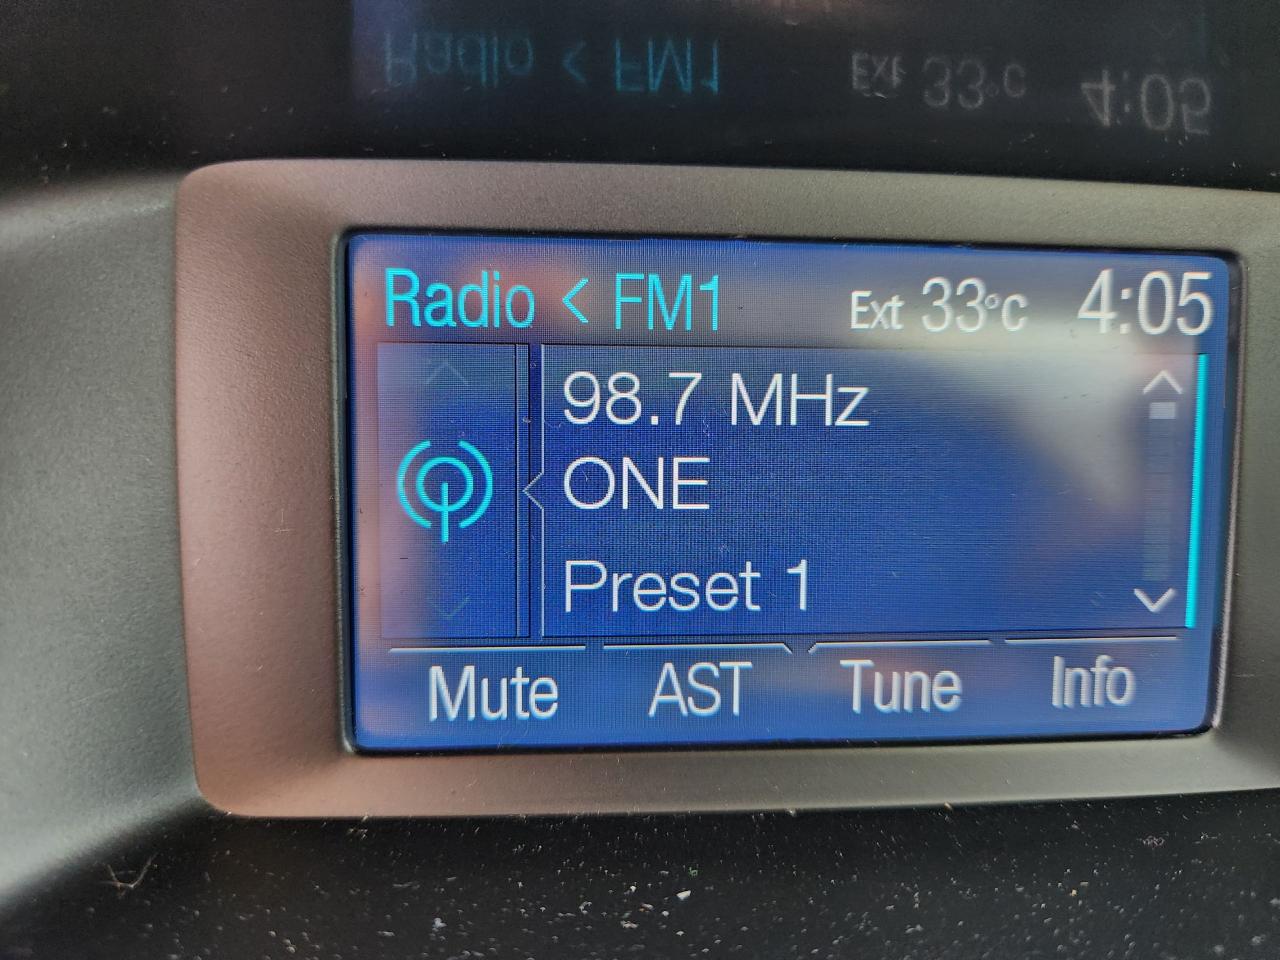 Radio < FM1 Ext 33°C 4:05
98.7 MHz
ONE
Preset 1
Mute AST Tune Info